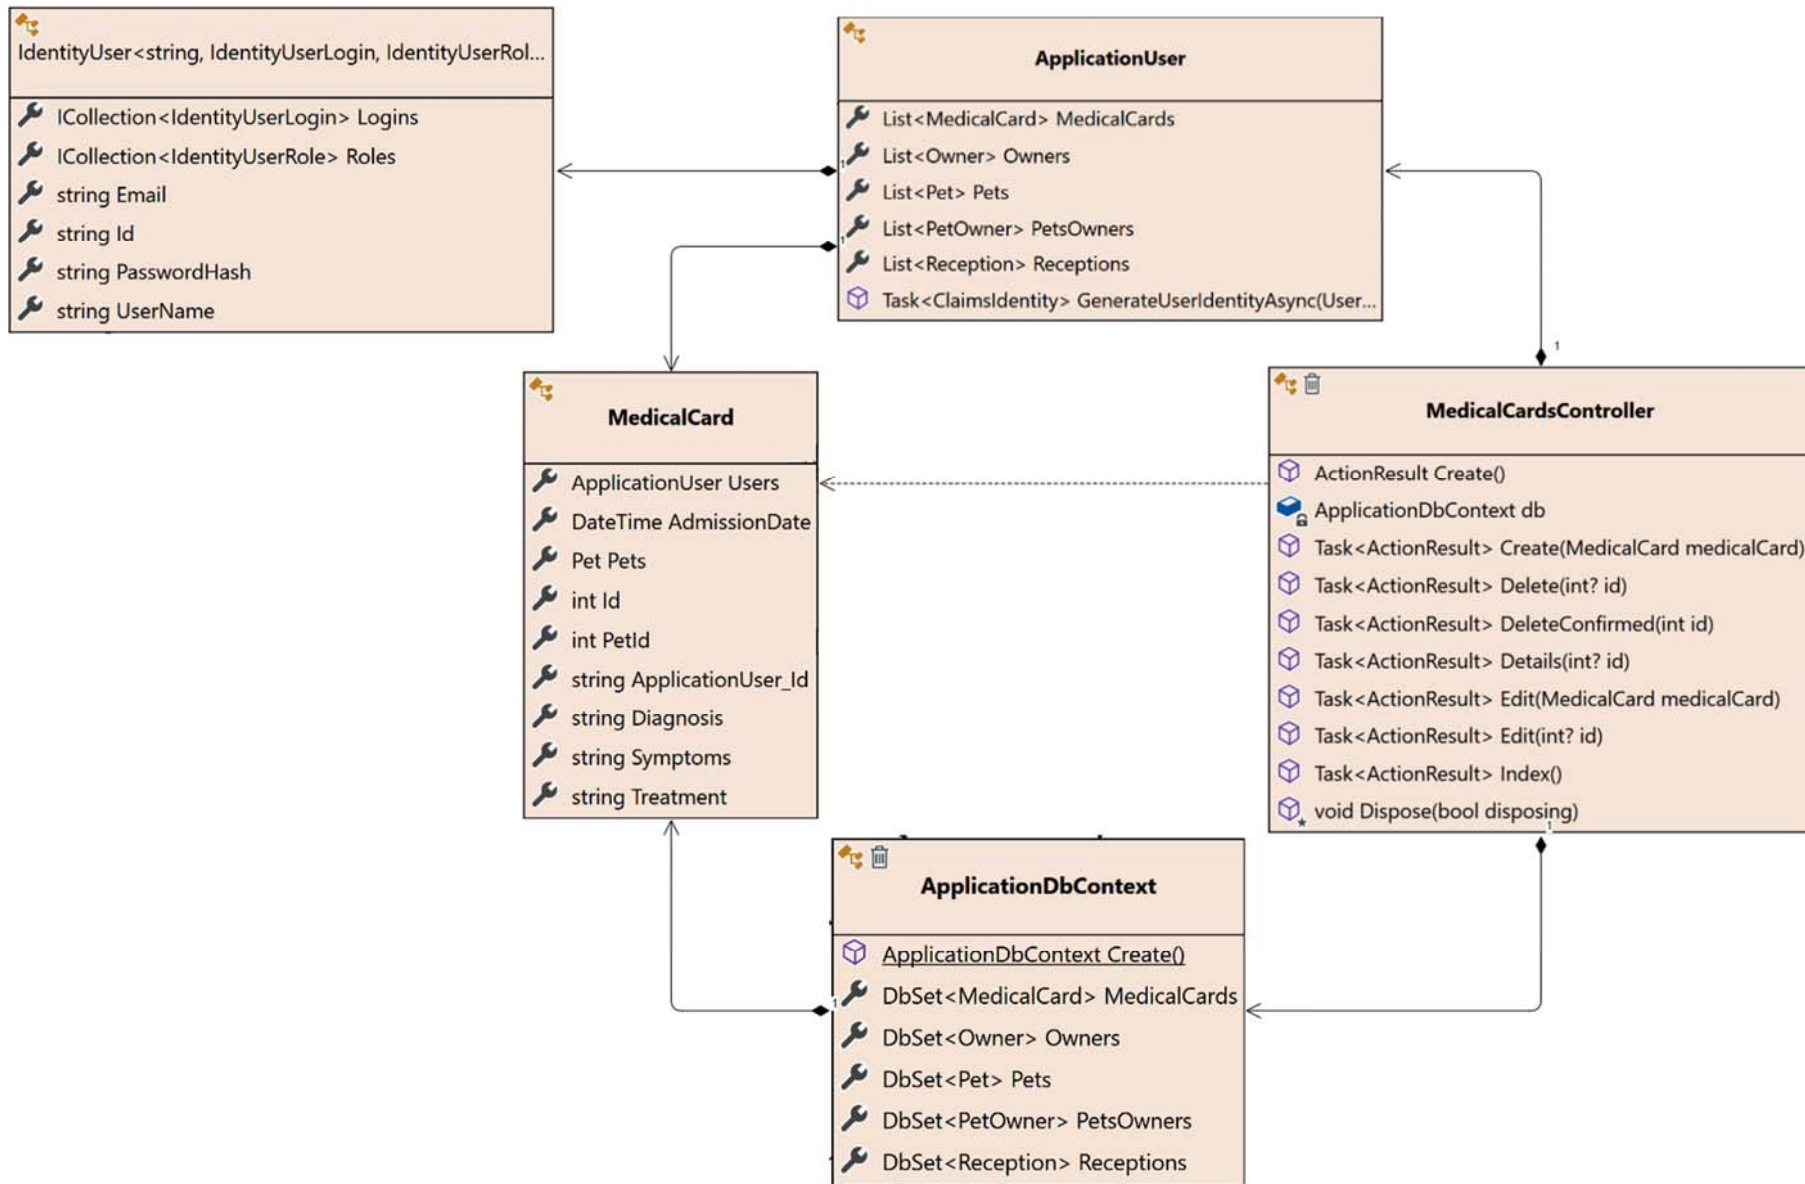 IdentityUser<string, IdentityUserLogin, IdentityUserRol...
ICollection<IdentityUserLogin> Logins
ICollection<IdentityUserRole> Roles
string Email
string Id
string PasswordHash
string UserName
ApplicationUser
List<MedicalCard> MedicalCards
List<Owner> Owners
List<Pet> Pets
List<PetOwner> PetsOwners
List<Reception> Receptions
Task<ClaimsIdentity> GenerateUserIdentityAsync(User...
1
1
1
MedicalCard
ApplicationUser Users
DateTime AdmissionDate
Pet Pets
int Id
int PetId
string ApplicationUser_Id
string Diagnosis
string Symptoms
string Treatment
MedicalCardsController
ActionResult Create()
ApplicationDbContext db
Task<ActionResult> Create(MedicalCard medicalCard)
Task<ActionResult> Delete(int? id)
Task<ActionResult> DeleteConfirmed(int id)
Task<ActionResult> Details(int? id)
Task<ActionResult> Edit(MedicalCard medicalCard)
Task<ActionResult> Edit(int? id)
Task<ActionResult> Index()
void Dispose(bool disposing)
1
ApplicationDbContext
ApplicationDbContext Create()
DbSet<MedicalCard> MedicalCards
DbSet<Owner> Owners
DbSet<Pet> Pets
DbSet<PetOwner> PetsOwners
DbSet<Reception> Receptions
1